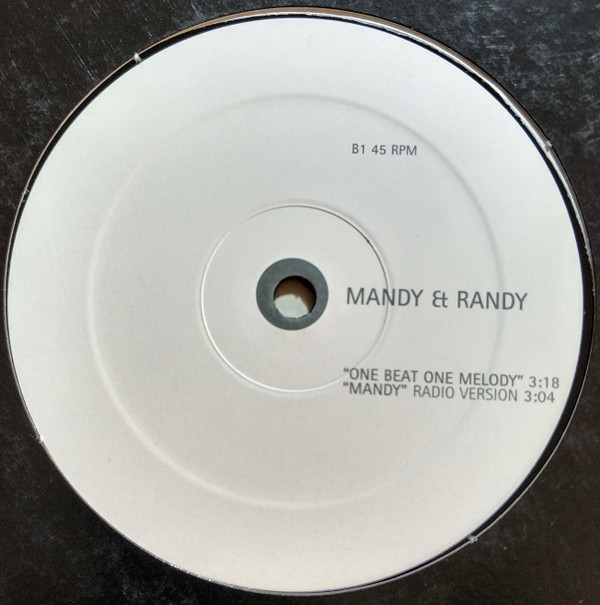 B1 45 RPM
MANDY & RANDY
"ONE BEAT ONE MELODY" 3:18
"MANDY" RADIO VERSION 3:04